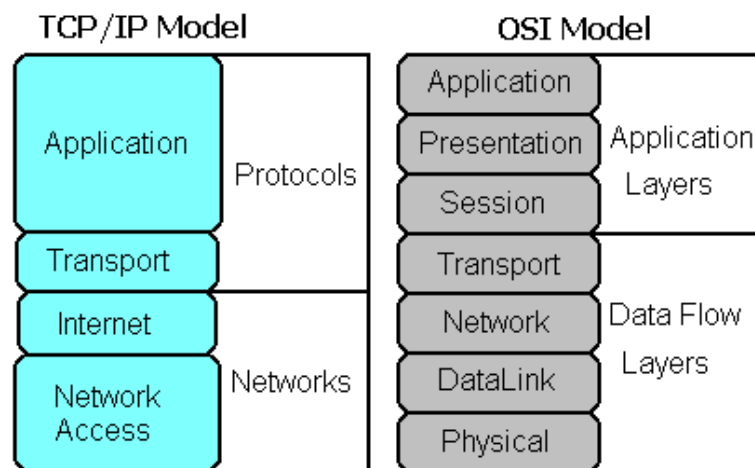 TCP/IP Model
Application
Protocols
Transport
Internet
Networks
Network
Access
OSI Model
Application
Presentation
Session
Application
Layers
Transport
Network
DataLink
Physical
Data Flow
Layers